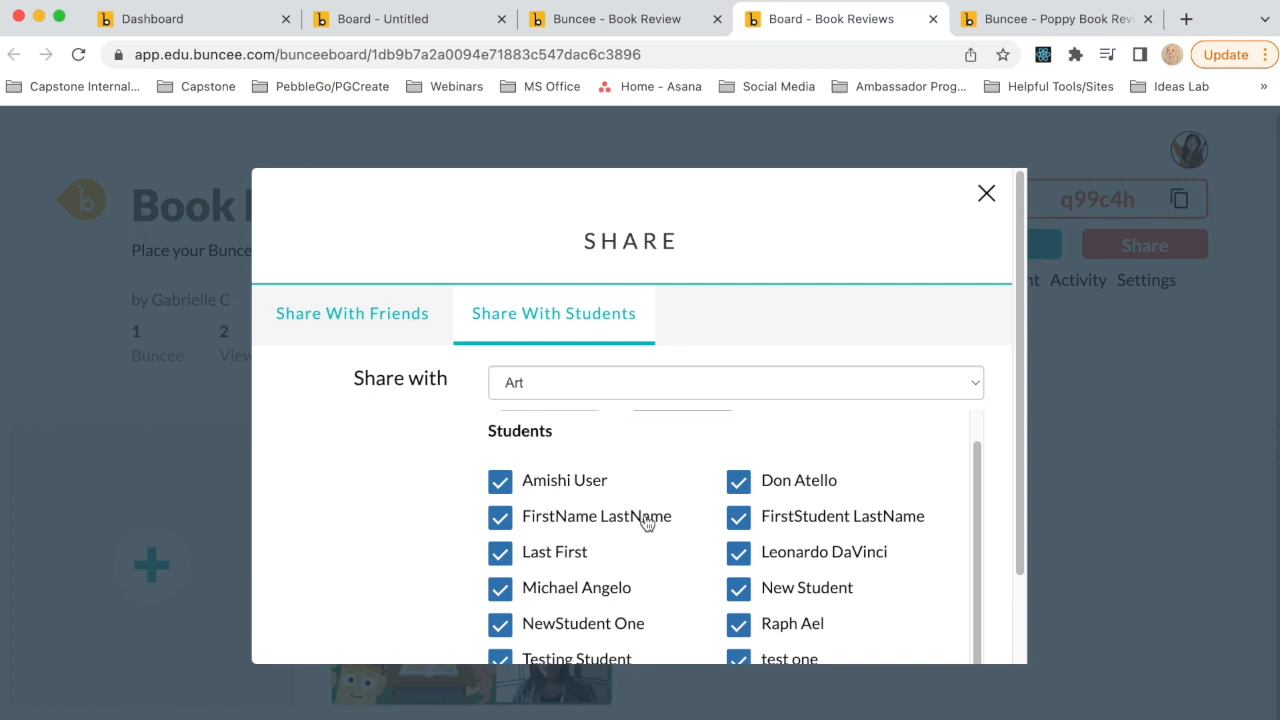 Dashboard
Board - Untitled
Buncee - Book Review
Board - Book Reviews
Buncee - Poppy Book Revi
app.edu.buncee.com/bunceeboard/1db9b7a2a0094e71883c547dac6c3896
Update
Capstone Internal...
Capstone
PebbleGo/PGCreate
Webinars
MS Office
Home - Asana
Social Media
Ambassador Prog...
Helpful Tools/Sites
Ideas Lab
»
Book
Place your Bunce
by Gabrielle C
1
2
Buncee
View
q99c4h
Share
nt Activity Settings
SHARE
Share With Friends
Share With Students
Share with
Art
Students
Amishi User
Don Atello
FirstName LastName
FirstStudent LastName
Last First
Leonardo DaVinci
Michael Angelo
New Student
NewStudent One
Raph Ael
Testing Student
test one